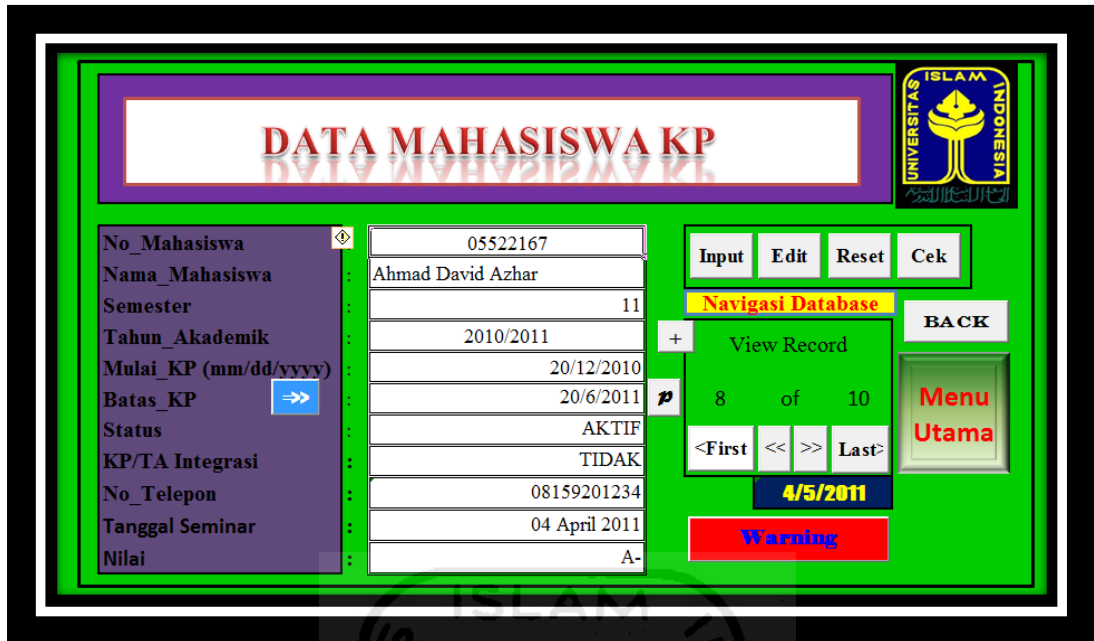 DATA MAHASISWA KP
UNIVERSITAS ISLAM INDONESIA
No_Mahasiswa : 05522167
Nama_Mahasiswa : Ahmad David Azhar
Semester : 11
Tahun_Akademik : 2010/2011
Mulai_KP (mm/dd/yyyy) : 20/12/2010
Batas_KP =>> : 20/6/2011
Status : AKTIF
KP/TA Integrasi : TIDAK
No_Telepon : 08159201234
Tanggal Seminar : 04 April 2011
Nilai : A-
+
p
Input Edit Reset Cek
Navigasi Database
View Record
8 of 10
<First << >> Last>
4/5/2011
Warning
BACK
Menu
Utama
ISLAM